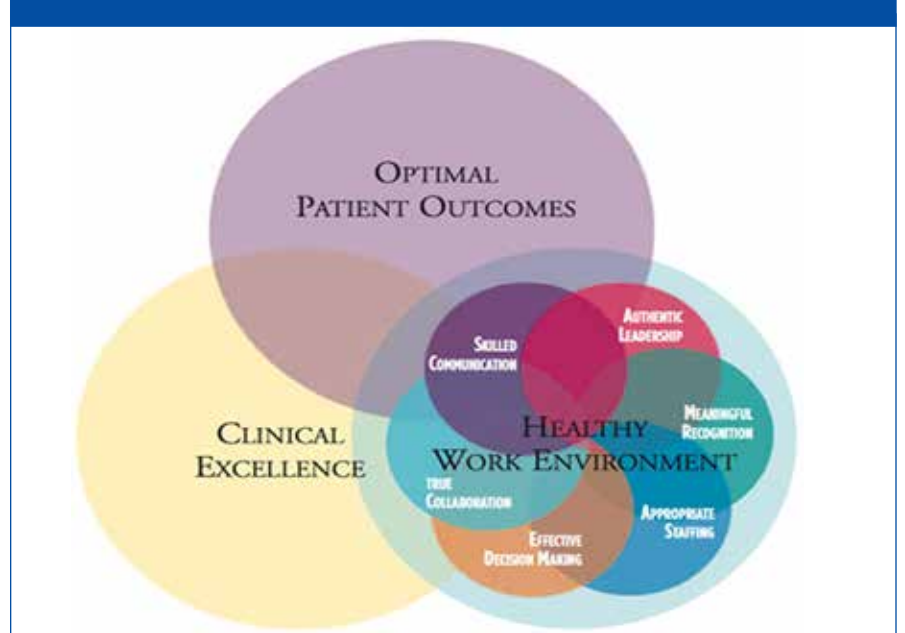 OPTIMAL
PATIENT OUTCOMES
AUTHENTIC
LEADERSHIP
SKILLED
COMMUNICATION
MEANINGFUL
RECOGNITION
CLINICAL
EXCELLENCE
HEALTHY
WORK ENVIRONMENT
TRUE
COLLABORATION
APPROPRIATE
STAFFING
EFFECTIVE
DECISION MAKING